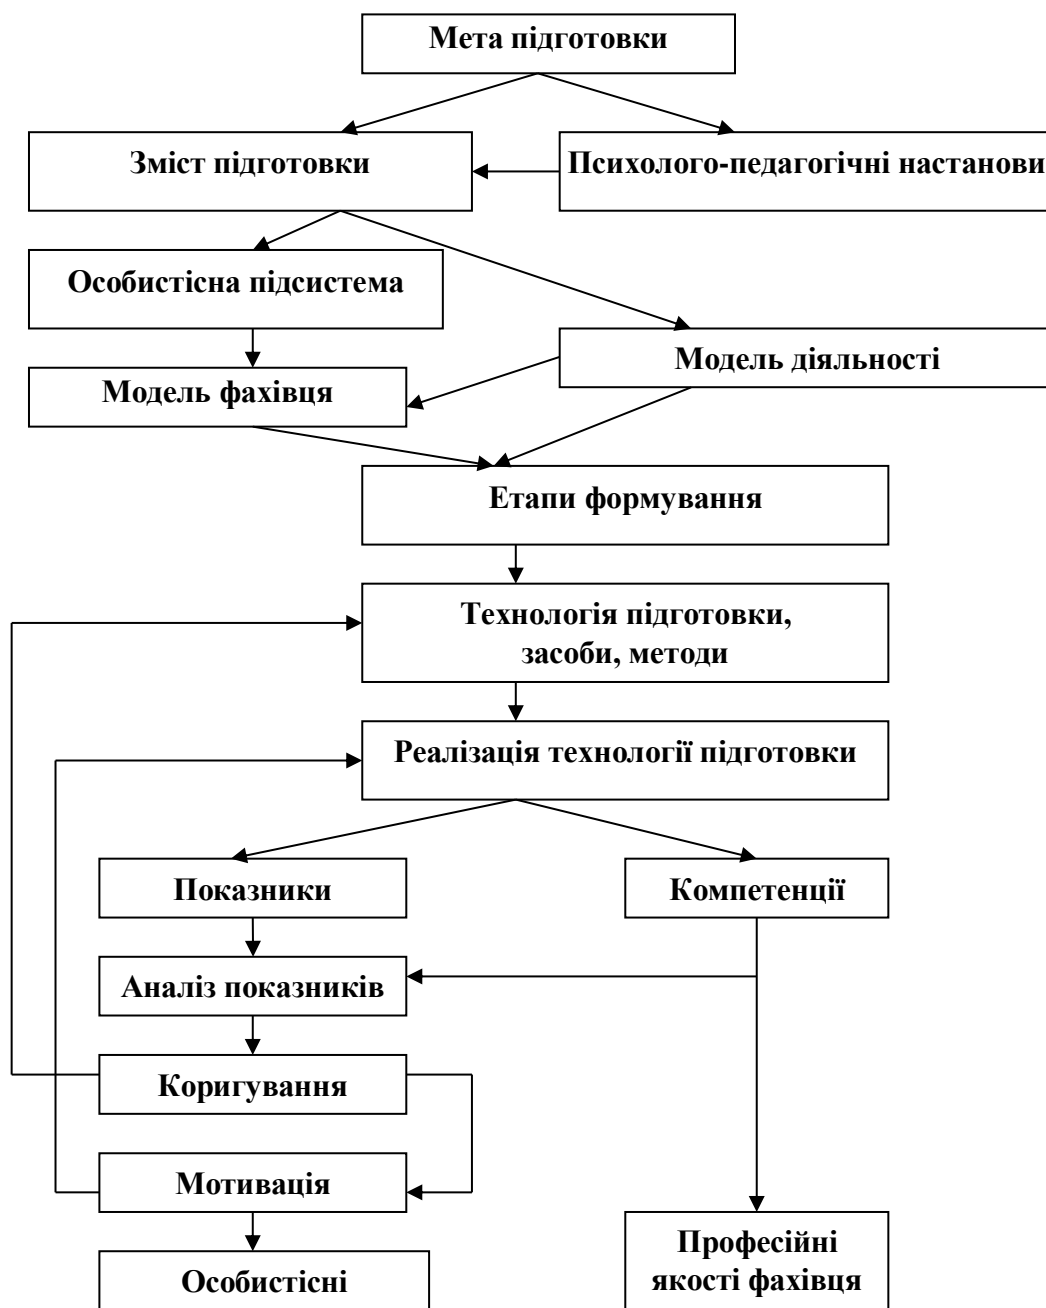 Мета підготовки
Зміст підготовки
Психолого-педагогічні настанови
Особистісна підсистема
Модель діяльності
Модель фахівця
Етапи формування
Технологія підготовки,
засоби, методи
Реалізація технології підготовки
Показники
Компетенції
Аналіз показників
Коригування
Мотивація
Професійні
якості фахівця
Особистісні